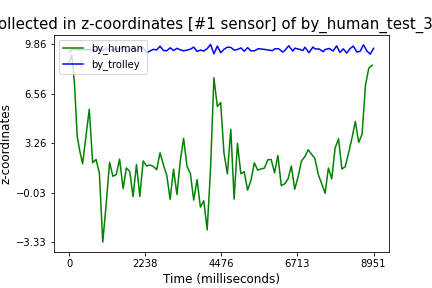 ollected in z-coordinates [#1 sensor] of by_human_test_3
9.86
6.56
3.26
−0.03
−3.33
z-coordinates
by_human
by_trolley
0
2238
4476
6713
8951
Time (milliseconds)